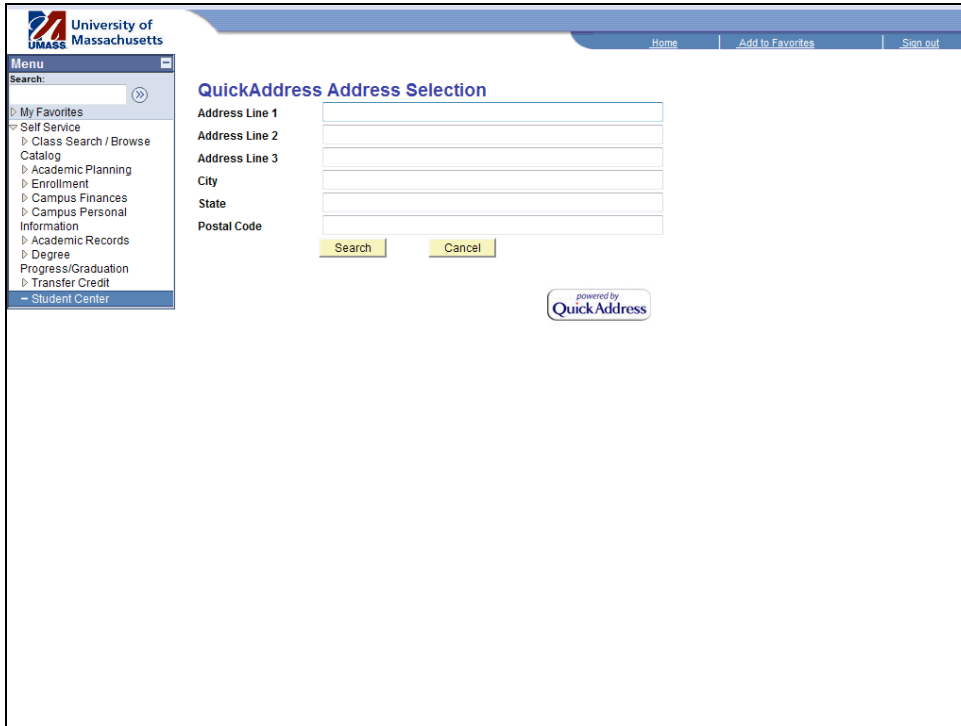 University of
Massachusetts
UMASS
Home
Add to Favorites
Sign out
Menu
Search:
My Favorites
Self Service
Class Search / Browse
Catalog
Academic Planning
Enrollment
Campus Finances
Campus Personal
Information
Academic Records
Degree
Progress/Graduation
Transfer Credit
Student Center
QuickAddress Address Selection
Address Line 1
Address Line 2
Address Line 3
City
State
Postal Code
Search Cancel
powered by
QuickAddress